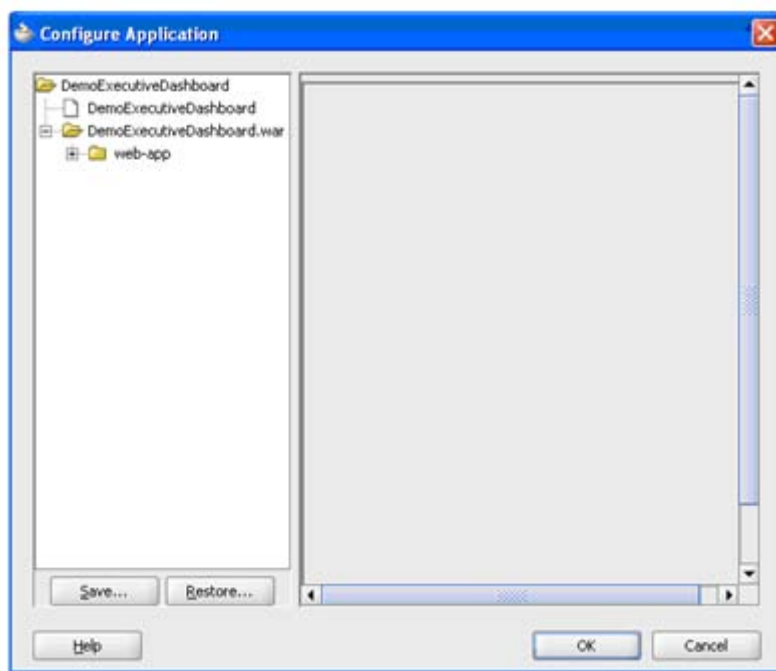 Configure Application
DemoExecutiveDashboard
DemoExecutiveDashboard
DemoExecutiveDashboard.war
web-app
Save... Restore...
Help OK Cancel